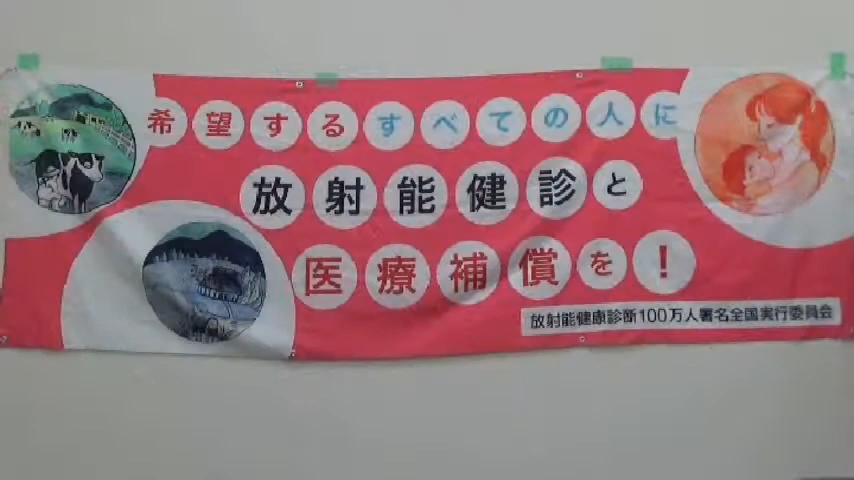 希望するすべての人に
放射能健診と
医療補償を!
放射能健康診断100万人署名全国実行委員会